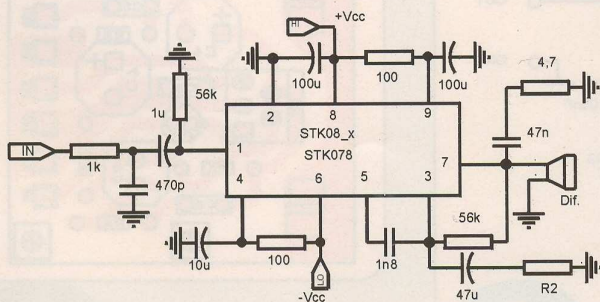 HI
+Vcc
4,7
100u
100
100u
56k
1u
47n
2
8
9
STK08_x
STK078
IN
1
7
1k
4
6
5
3
470p
Dif.
56k
10u
100
1n8
LO
47u
R2
-Vcc